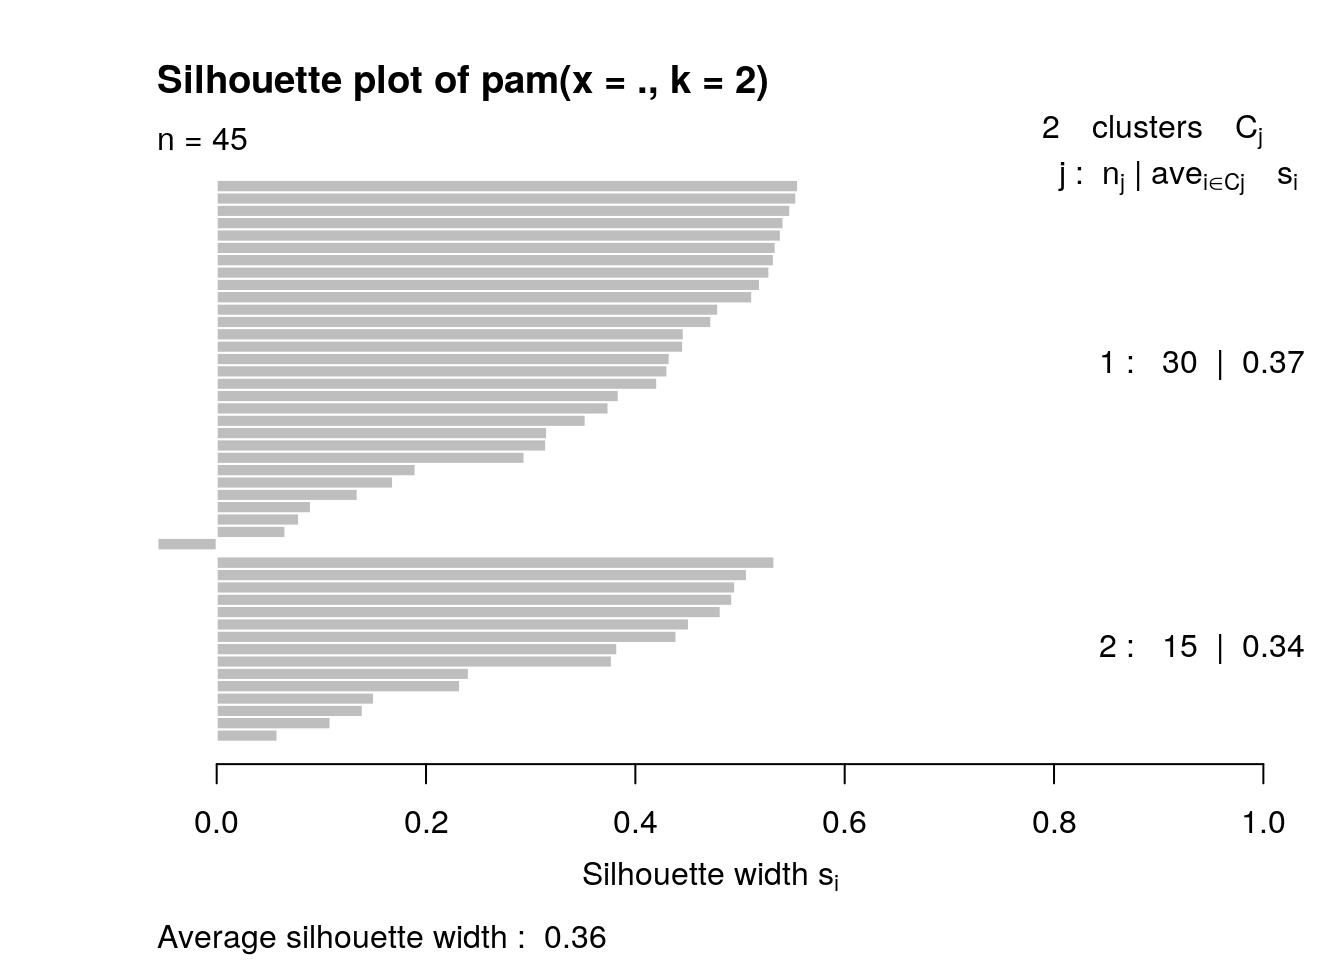 Silhouette plot of pam(x = ., k = 2)
n = 45
2 clusters Cj
j : nj | avei∈Cj si
1 : 30 | 0.37
2 : 15 | 0.34
0.0 0.2 0.4 0.6 0.8 1.0
Silhouette width si
Average silhouette width : 0.36